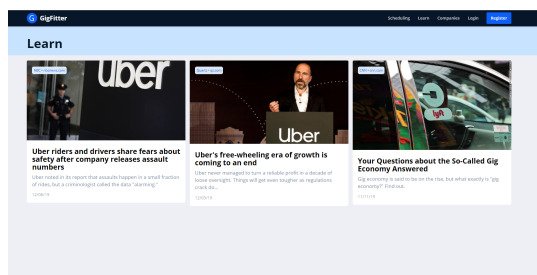 GigFitter
Scheduling Learn Companies Login Register
Learn
uber
Uber
lyft
Uber riders and drivers share fears about
safety after company releases assault
numbers
Uber noted in its report that assaults happen in a small fraction
of rides, but a criminologist called the data "alarming."
12/06/19
Uber's free-wheeling era of growth is
coming to an end
Uber never managed to turn a reliable profit in a decade of
loose oversight. Things will get even tougher as regulations
crack do...
Your Questions about the So-Called Gig
Economy Answered
Gig economy is said to be on the rise, but what exactly is "gig
economy?" Find out.